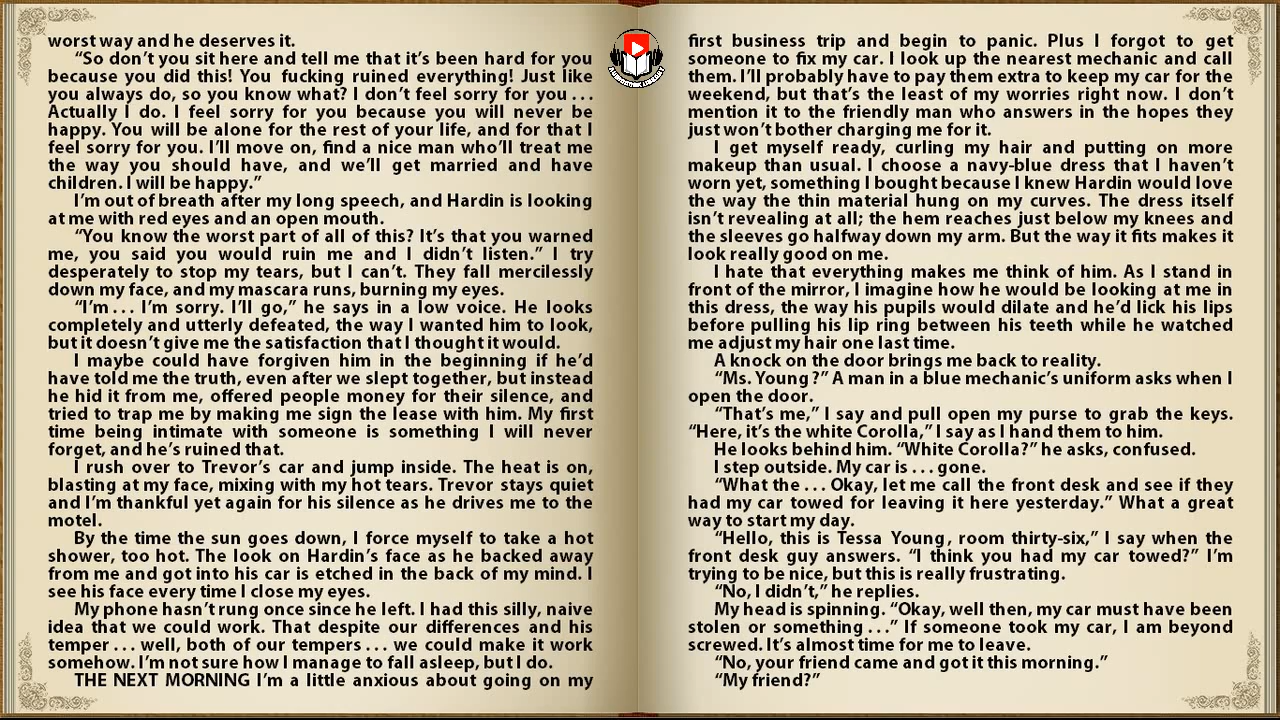 worst way and he deserves it.
“So don’t you sit here and tell me that it’s been hard for you
because you did this! You fucking ruined everything! Just like
you always do, so you know what? I don’t feel sorry for you . . .
Actually I do. I feel sorry for you because you will never be
happy. You will be alone for the rest of your life, and for that I
feel sorry for you. I’ll move on, find a nice man who’ll treat me
the way you should have, and we’ll get married and have
children. I will be happy.”
I’m out of breath after my long speech, and Hardin is looking
at me with red eyes and an open mouth.
“You know the worst part of all of this? It’s that you warned
me, you said you would ruin me and I didn’t listen.” I try
desperately to stop my tears, but I can’t. They fall mercilessly
down my face, and my mascara runs, burning my eyes.
“I’m . . . I’m sorry. I’ll go,” he says in a low voice. He looks
completely and utterly defeated, the way I wanted him to look,
but it doesn’t give me the satisfaction that I thought it would.
I maybe could have forgiven him in the beginning if he’d
have told me the truth, even after we slept together, but instead
he hid it from me, offered people money for their silence, and
tried to trap me by making me sign the lease with him. My first
time being intimate with someone is something I will never
forget, and he’s ruined that.
I rush over to Trevor’s car and jump inside. The heat is on,
blasting at my face, mixing with my hot tears. Trevor stays quiet
and I’m thankful yet again for his silence as he drives me to the
motel.
By the time the sun goes down, I force myself to take a hot
shower, too hot. The look on Hardin’s face as he backed away
from me and got into his car is etched in the back of my mind. I
see his face every time I close my eyes.
My phone hasn’t rung once since he left. I had this silly, naive
idea that we could work. That despite our differences and his
temper . . . well, both of our tempers . . . we could make it work
somehow. I’m not sure how I manage to fall asleep, but I do.
THE NEXT MORNING I’m a little anxious about going on my
first business trip and begin to panic. Plus I forgot to get
someone to fix my car. I look up the nearest mechanic and call
them. I’ll probably have to pay them extra to keep my car for the
weekend, but that’s the least of my worries right now. I don’t
mention it to the friendly man who answers in the hopes they
just won’t bother charging me for it.
I get myself ready, curling my hair and putting on more
makeup than usual. I choose a navy-blue dress that I haven’t
worn yet, something I bought because I knew Hardin would love
the way the thin material hung on my curves. The dress itself
isn’t revealing at all; the hem reaches just below my knees and
the sleeves go halfway down my arm. But the way it fits makes it
look really good on me.
I hate that everything makes me think of him. As I stand in
front of the mirror, I imagine how he would be looking at me in
this dress, the way his pupils would dilate and he’d lick his lips
before pulling his lip ring between his teeth while he watched
me adjust my hair one last time.
A knock on the door brings me back to reality.
“Ms. Young?” A man in a blue mechanic’s uniform asks when I
open the door.
“That’s me,” I say and pull open my purse to grab the keys.
“Here, it’s the white Corolla,” I say as I hand them to him.
He looks behind him. “White Corolla?” he asks, confused.
I step outside. My car is . . . gone.
“What the . . . Okay, let me call the front desk and see if they
had my car towed for leaving it here yesterday.” What a great
way to start my day.
“Hello, this is Tessa Young, room thirty-six,” I say when the
front desk guy answers. “I think you had my car towed?” I’m
trying to be nice, but this is really frustrating.
“No, I didn’t,” he replies.
My head is spinning. “Okay, well then, my car must have been
stolen or something . . .” If someone took my car, I am beyond
screwed. It’s almost time for me to leave.
“No, your friend came and got it this morning.”
“My friend?”